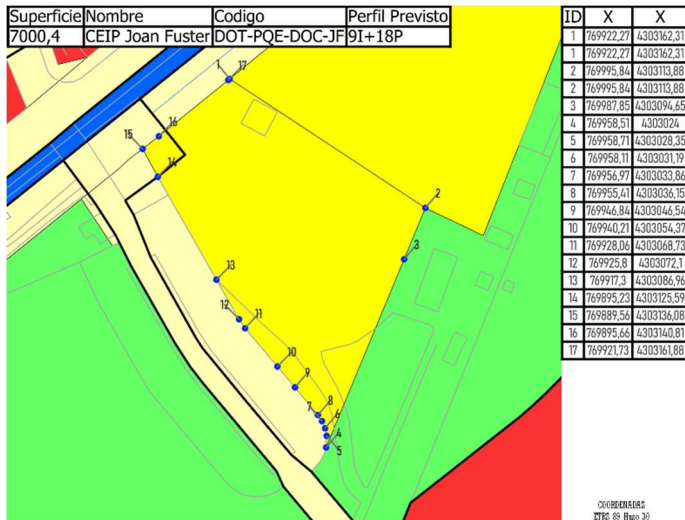 Superficie Nombre Codigo Perfil Previsto
7000,4 CEIP Joan Fuster DOT-PQE-DOC-JF 9I+18P
ID X X
1 769922,27 4303162,31
1 769922,27 4303162,31
2 769995,84 4303113,88
2 769995,84 4303113,88
3 769987,85 4303094,65
4 769958,51 4303024
5 769958,71 4303028,35
6 769958,11 4303031,19
7 769956,97 4303033,86
8 769955,41 4303036,15
9 769946,84 4303046,54
10 769940,21 4303054,37
11 769928,06 4303068,73
12 769925,8 4303072,1
13 769917,3 4303086,96
14 769895,23 4303125,59
15 769889,56 4303136,08
16 769895,66 4303140,81
17 769921,73 4303161,88
1 17
16
15
14
2
3
13
12
11
10
9
8
7
6
4
5
COORDENADAS
ETRS 89 Huso 30